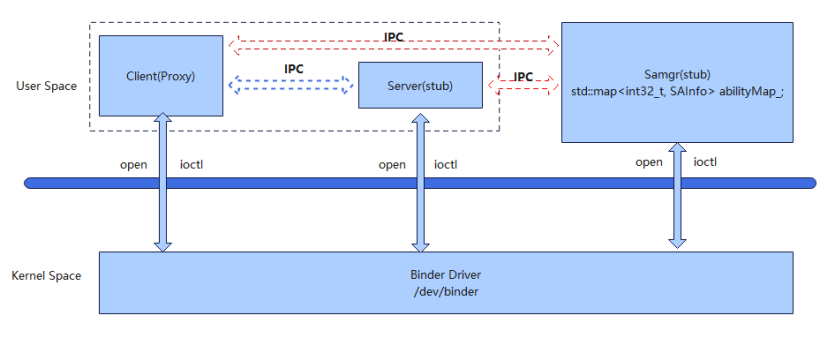 IPC
Client(Proxy)
IPC
User Space
Server(stub)
IPC
Samgr(stub)
std::map<int32_t, SAInfo> abilityMap_;
open ioctl
open ioctl
open ioctl
Kernel Space
Binder Driver
/dev/binder